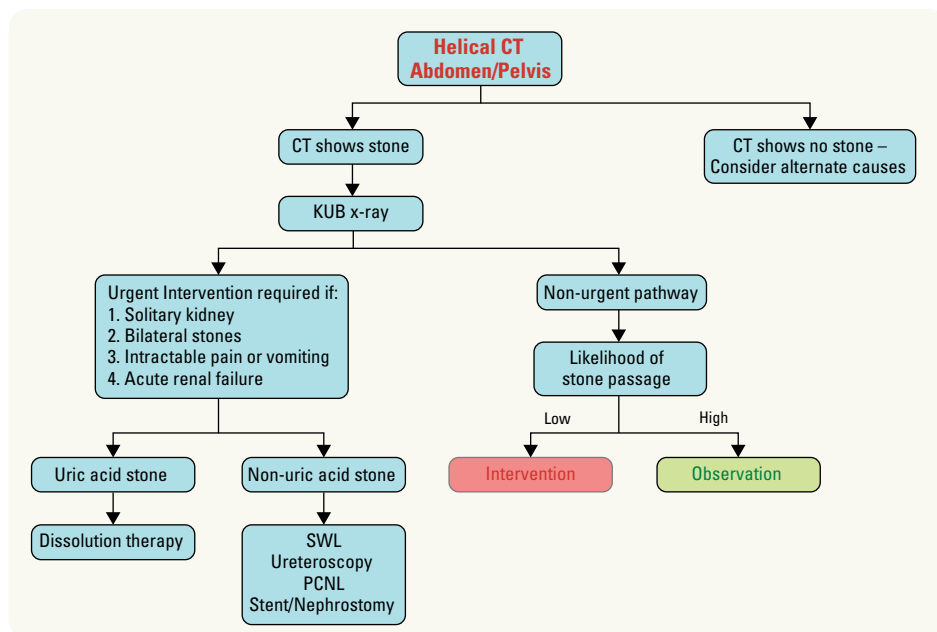 Helical CT
Abdomen/Pelvis
CT shows stone
CT shows no stone –
Consider alternate causes
KUB x-ray
Urgent Intervention required if:
1. Solitary kidney
2. Bilateral stones
3. Intractable pain or vomiting
4. Acute renal failure
Non-urgent pathway
Likelihood of
stone passage
Low
High
Uric acid stone
Non-uric acid stone
Intervention
Observation
Dissolution therapy
SWL
Ureteroscopy
PCNL
Stent/Nephrostomy